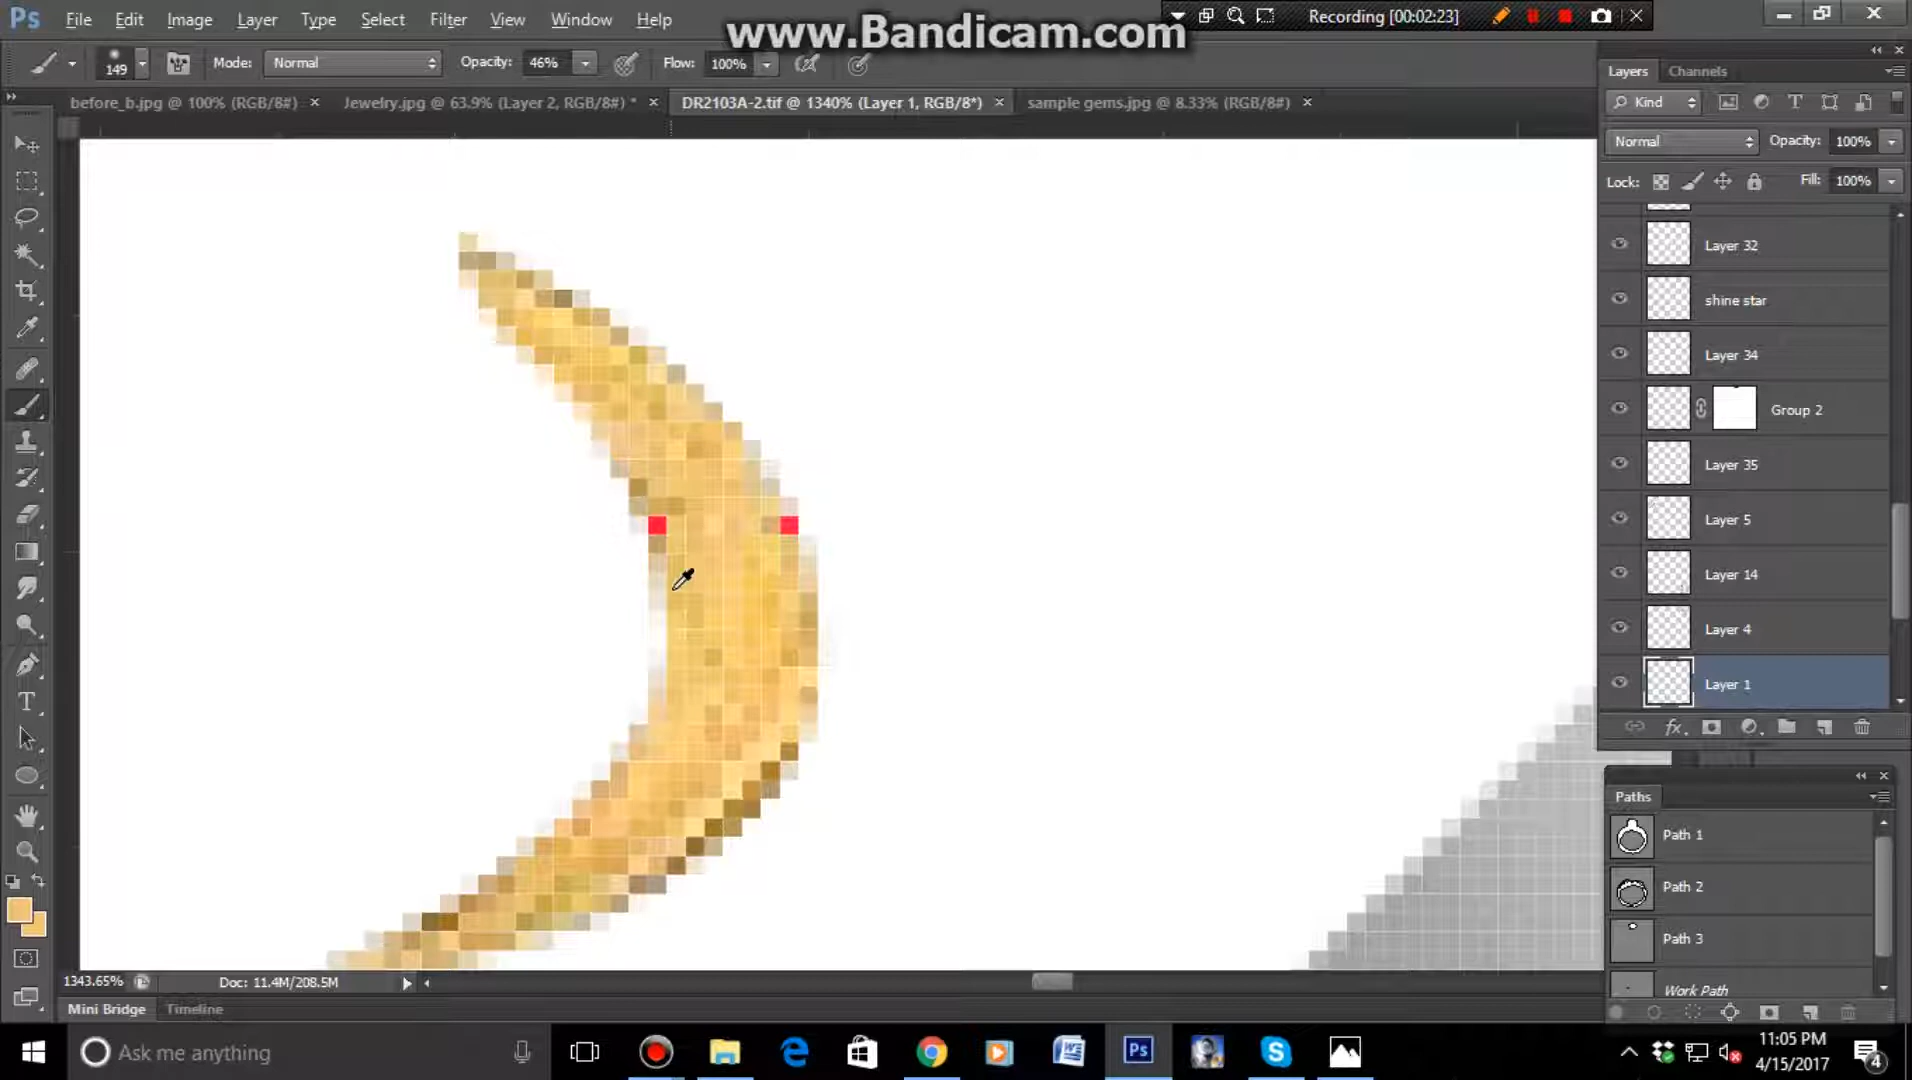 Ps File Edit Image Layer Type Select Filter View Window Help
Recording [00:02:23]
www.Bandicam.com
149 Mode: Normal Opacity: 46% Flow: 100%
before_b.jpg @ 100% (RGB/8#) × Jewelry.jpg @ 63.9% (Layer 2, RGB/8#) * × DR2103A-2.tif @ 1340% (Layer 1, RGB/8*) × sample gems.jpg @ 8.33% (RGB/8#) ×
Layers Channels
Kind
Normal Opacity: 100%
Lock: Fill: 100%
Layer 32
shine star
Layer 34
Group 2
Layer 35
Layer 5
Layer 14
Layer 4
Layer 1
fx
Paths
Path 1
Path 2
Path 3
Work Path
T
1343.65% Doc: 11.4M/208.5M
Mini Bridge Timeline
Ask me anything
Ps
11:05 PM
4/15/2017
4